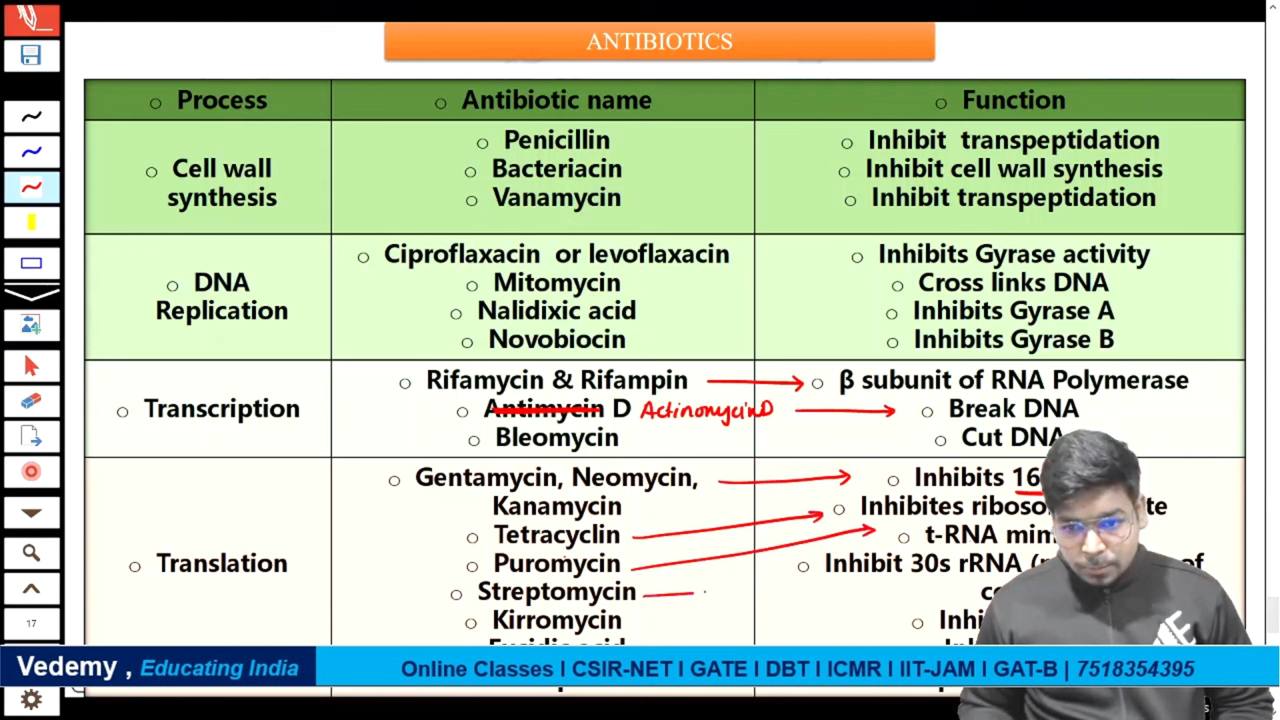 ANTIBIOTICS
○ Process
○ Antibiotic name
○ Function
○ Cell wall
synthesis
○ Penicillin
○ Bacteriacin
○ Vanamycin
○ Inhibit transpeptidation
○ Inhibit cell wall synthesis
○ Inhibit transpeptidation
○ DNA
Replication
○ Ciproflaxacin or levoflaxacin
○ Mitomycin
○ Nalidixic acid
○ Novobiocin
○ Inhibits Gyrase activity
○ Cross links DNA
○ Inhibits Gyrase A
○ Inhibits Gyrase B
○ Transcription
○ Rifamycin & Rifampin
○ Antimycin D Actinomycin D
○ Bleomycin
○ β subunit of RNA Polymerase
○ Break DNA
○ Cut DNA
○ Translation
○ Gentamycin, Neomycin,
Kanamycin
○ Tetracyclin
○ Puromycin
○ Streptomycin
○ Kirromycin
○ Inhibits 16
○ Inhibites
○ t-RNA
○ Inhibit 30s rRNA of
17
Vedemy , Educating India
Online Classes I CSIR-NET I GATE I DBT I ICMR I IIT-JAM I GAT-B | 7518354395